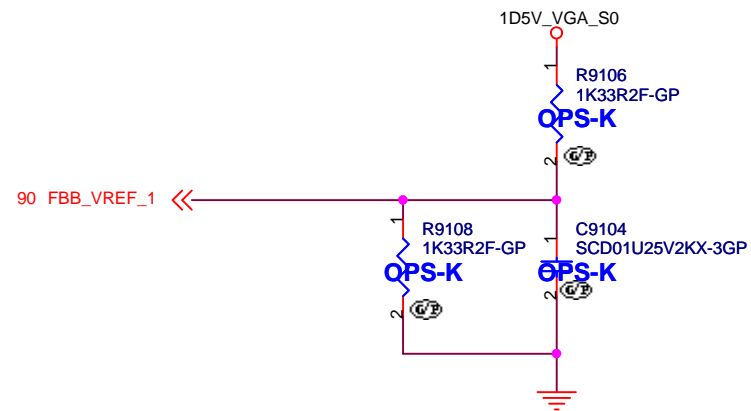 1D5V_VGA_S0
1
R9106
1K33R2F-GP
OPS-K
2
G/P
90 FBB_VREF_1
1
R9108
1K33R2F-GP
OPS-K
2
G/P
1
C9104
SCD01U25V2KX-3GP
OPS-K
2
G/P